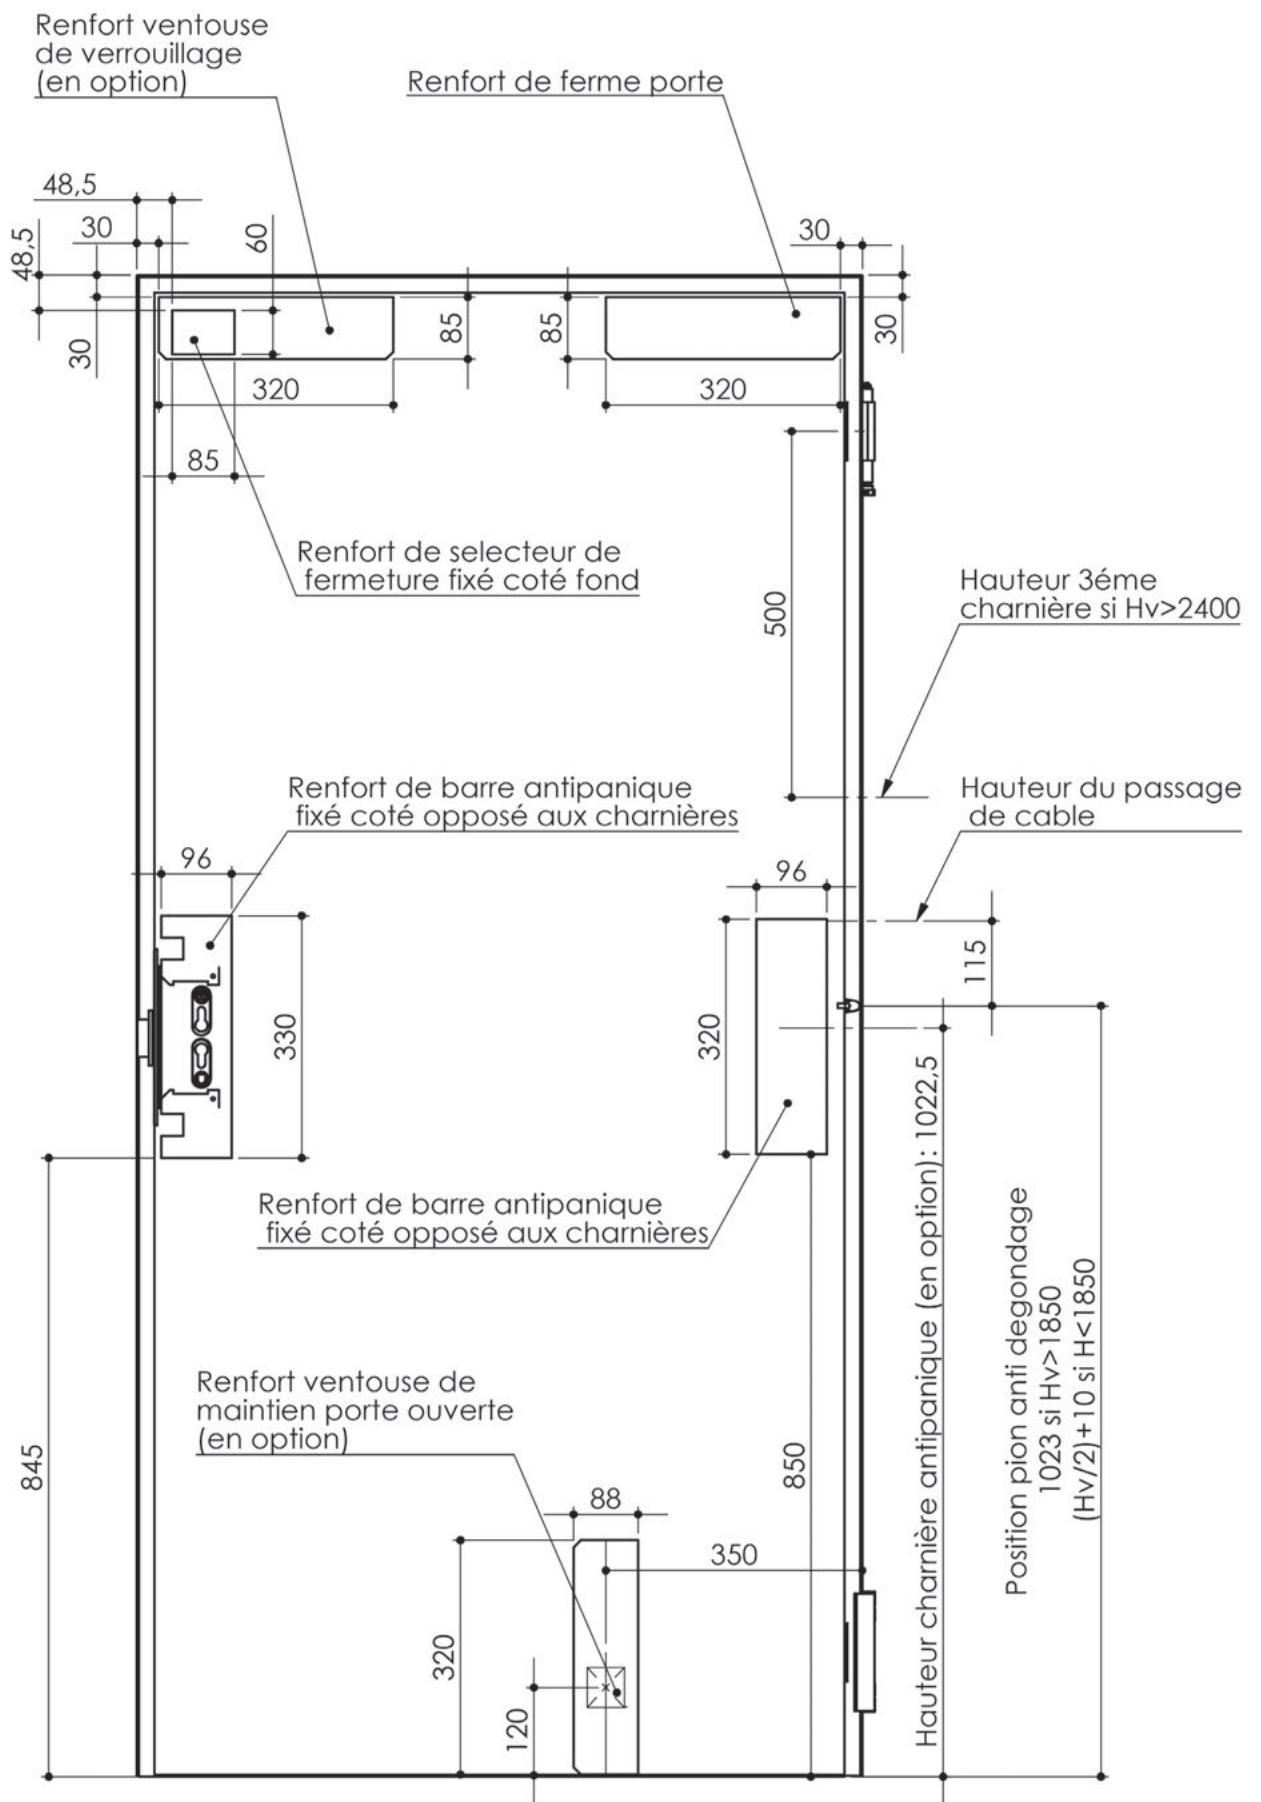 Renfort ventouse
de verrouillage
(en option)
Renfort de ferme porte
48,5
30
60
30
48,5
30
85
85
30
320
320
85
Renfort de selecteur de
fermeture fixé coté fond
500
Hauteur 3éme
charnière si Hv>2400
Renfort de barre antipanique
fixé coté opposé aux charnières
Hauteur du passage
de cable
96
96
115
330
320
Renfort de barre antipanique
fixé coté opposé aux charnières
Hauteur charnière antipanique (en option): 1022,5
Position pion anti degondage
1023 si Hv>1850
(Hv/2)+10 si H<1850
Renfort ventouse de
maintien porte ouverte
(en option)
845
850
88
350
320
120